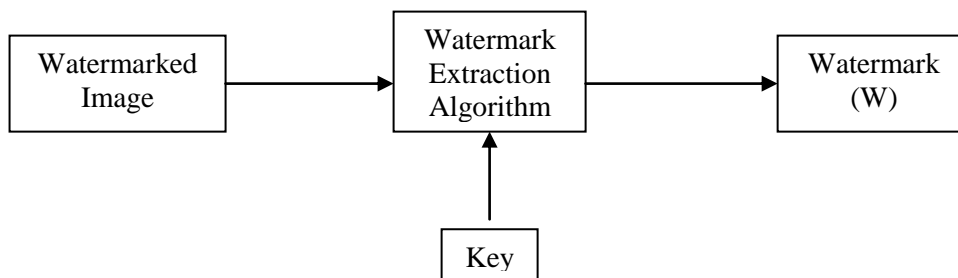 Watermarked
Image
Watermark
Extraction
Algorithm
Watermark
(W)
Key